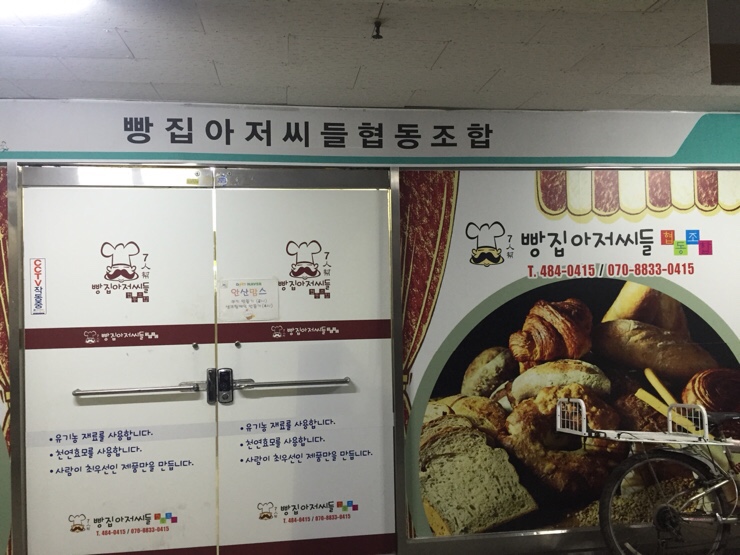 빵집아저씨들협동조합
CCTV작동중
7人幇
빵집아저씨들
7人幇
빵집아저씨들
양산맘스
빵집아저씨들
빵집아저씨들
• 유기농 재료를 사용합니다.
• 천연효모를 사용합니다.
• 사람이 최우선인 제품만을 만듭니다.
• 유기농 재료를 사용합니다.
• 천연효모를 사용합니다.
• 사람이 최우선인 제품만을 만듭니다.
빵집아저씨들
T. 484-0415 / 070-8833-0415
빵집아저씨들
T. 484-0415 / 070-8833-0415
7人幇 빵집아저씨들 협동조합
T. 484-0415 / 070-8833-0415